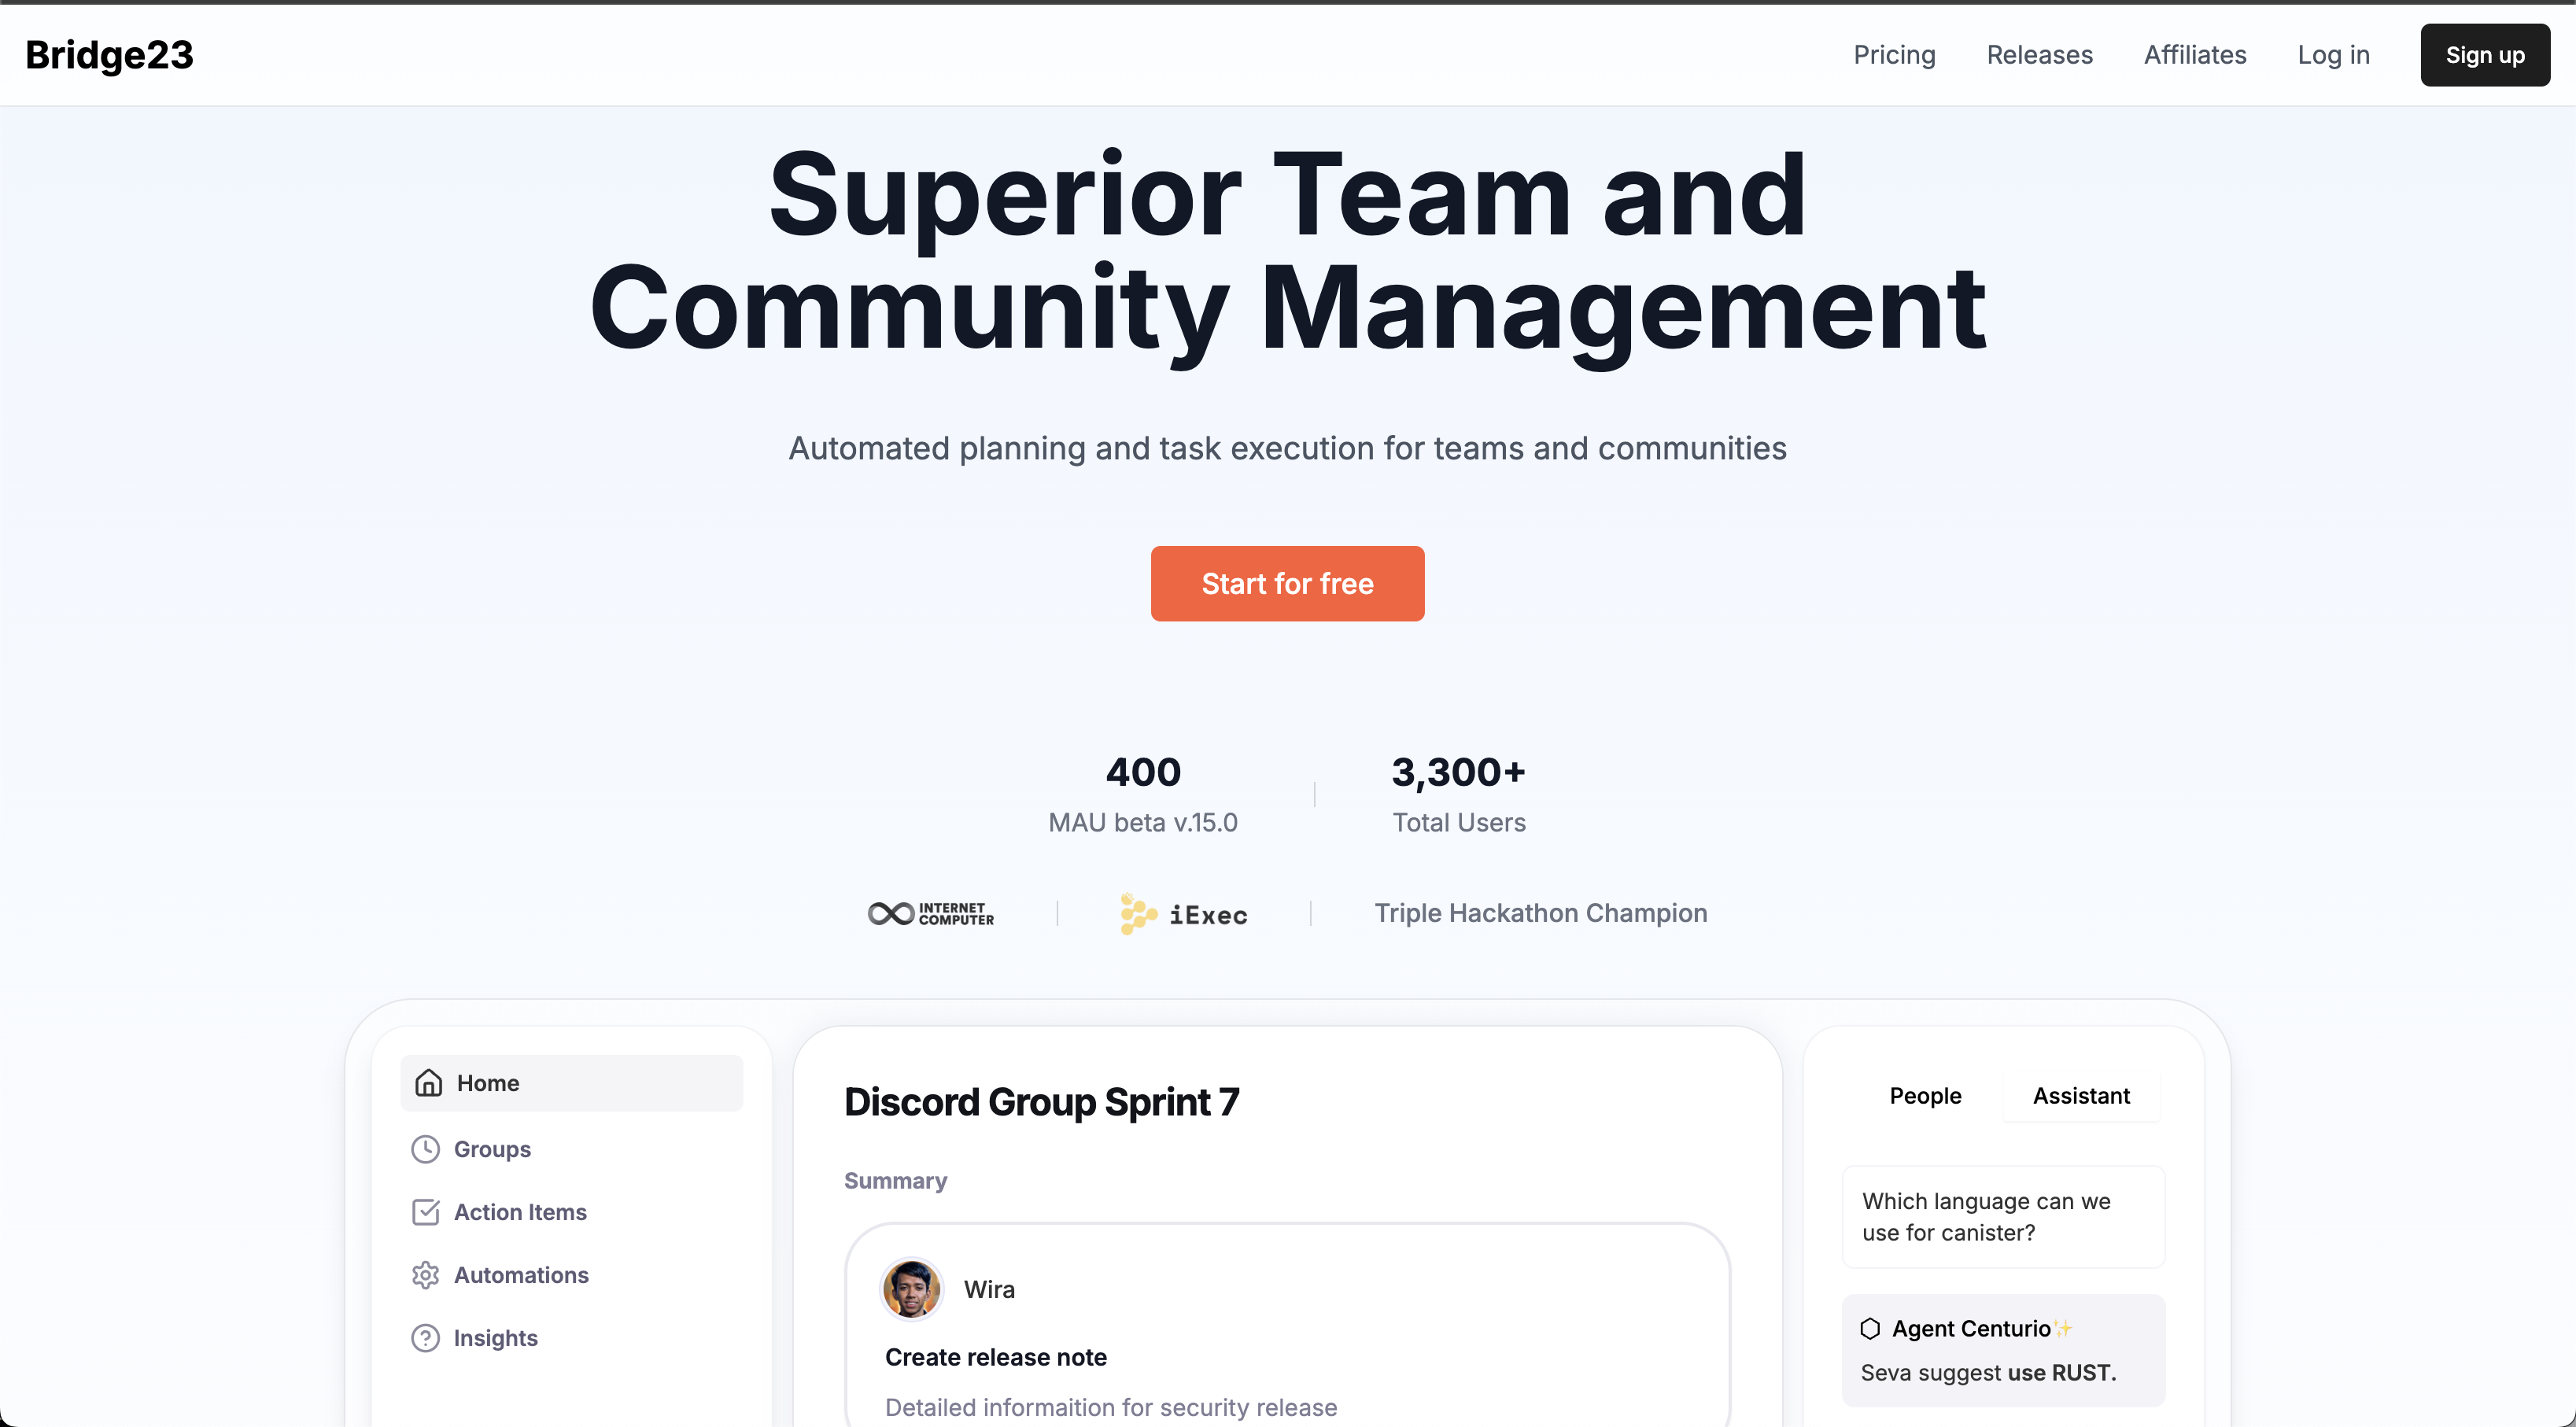 Bridge23
Pricing
Releases
Affiliates
Log in
Sign up
Superior Team and
Community Management
Automated planning and task execution for teams and communities
Start for free
400
MAU beta v.15.0
3,300+
Total Users
INTERNET
COMPUTER
iExec
Triple Hackathon Champion
Home
Groups
Action Items
Automations
Insights
Discord Group Sprint 7
Summary
Wira
Create release note
Detailed informaition for security release
People
Assistant
Which language can we
use for canister?
Agent Centurio✨
Seva suggest use RUST.